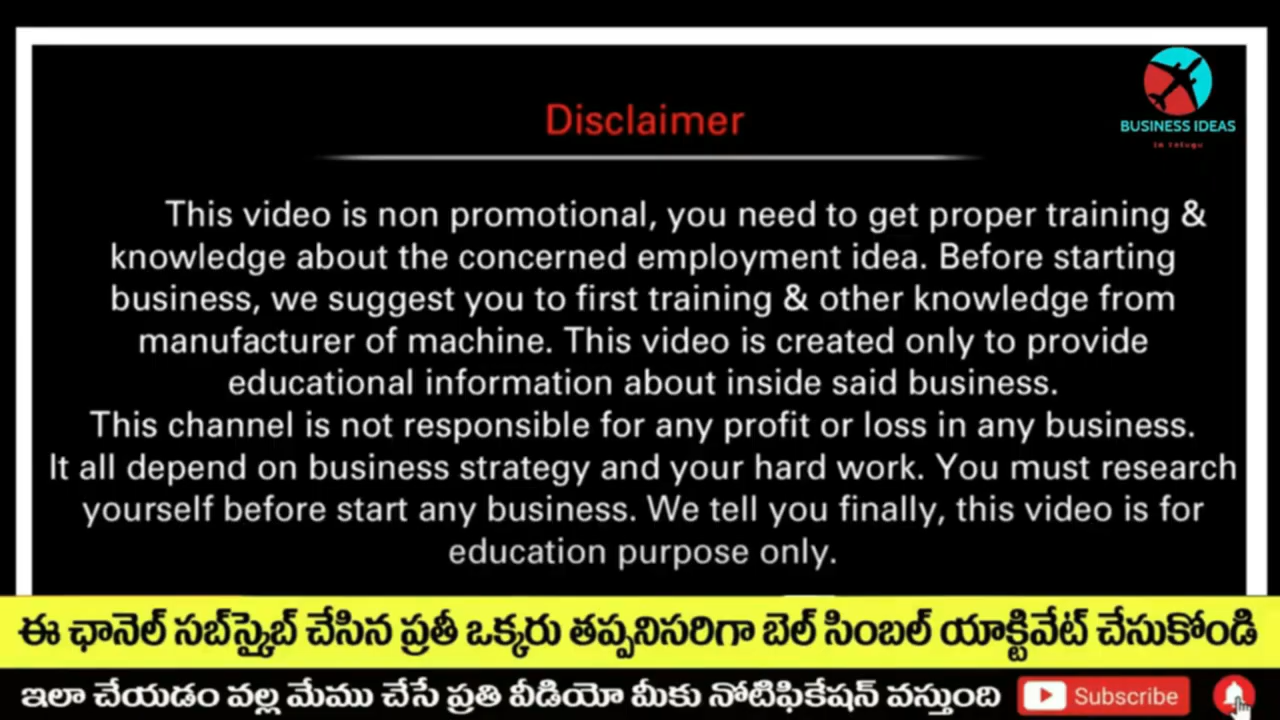 Disclaimer
BUSINESS IDEAS
In Telugu
This video is non promotional, you need to get proper training &
knowledge about the concerned employment idea. Before starting
business, we suggest you to first training & other knowledge from
manufacturer of machine. This video is created only to provide
educational information about inside said business.
This channel is not responsible for any profit or loss in any business.
It all depend on business strategy and your hard work. You must research
yourself before start any business. We tell you finally, this video is for
education purpose only.
ఈ ఛానెల్ సబ్‌స్క్రైబ్ చేసిన ప్రతీ ఒక్కరు తప్పనిసరిగా బెల్ సింబల్ యాక్టివేట్ చేసుకోండి
ఇలా చేయడం వల్ల మేము చేసే ప్రతి వీడియో మీకు నోటిఫికేషన్ వస్తుంది
Subscribe